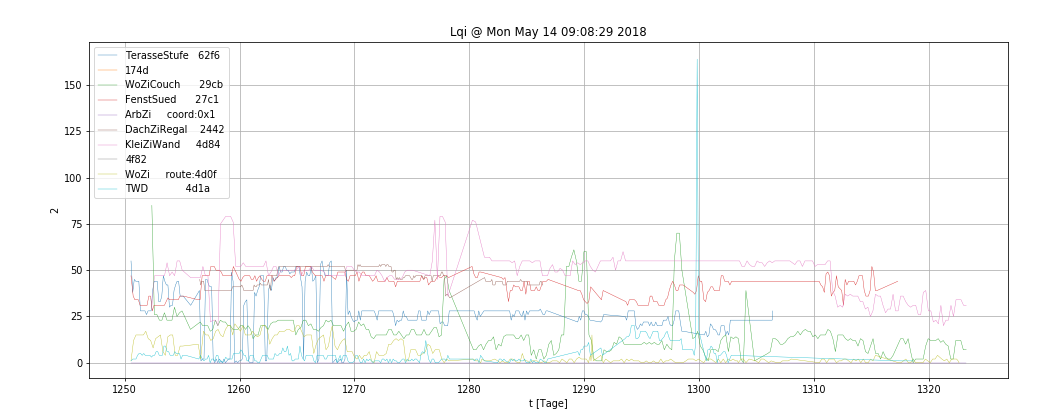 Lqi @ Mon May 14 09:08:29 2018
TerasseStufe 62f6
174d
WoZiCouch 29cb
FenstSued 27c1
ArbZi coord:0x1
DachZiRegal 2442
KleiZiWand 4d84
4f82
WoZi route:4d0f
TWD 4d1a
2
150
125
100
75
50
25
0
1250 1260 1270 1280 1290 1300 1310 1320
t [Tage]